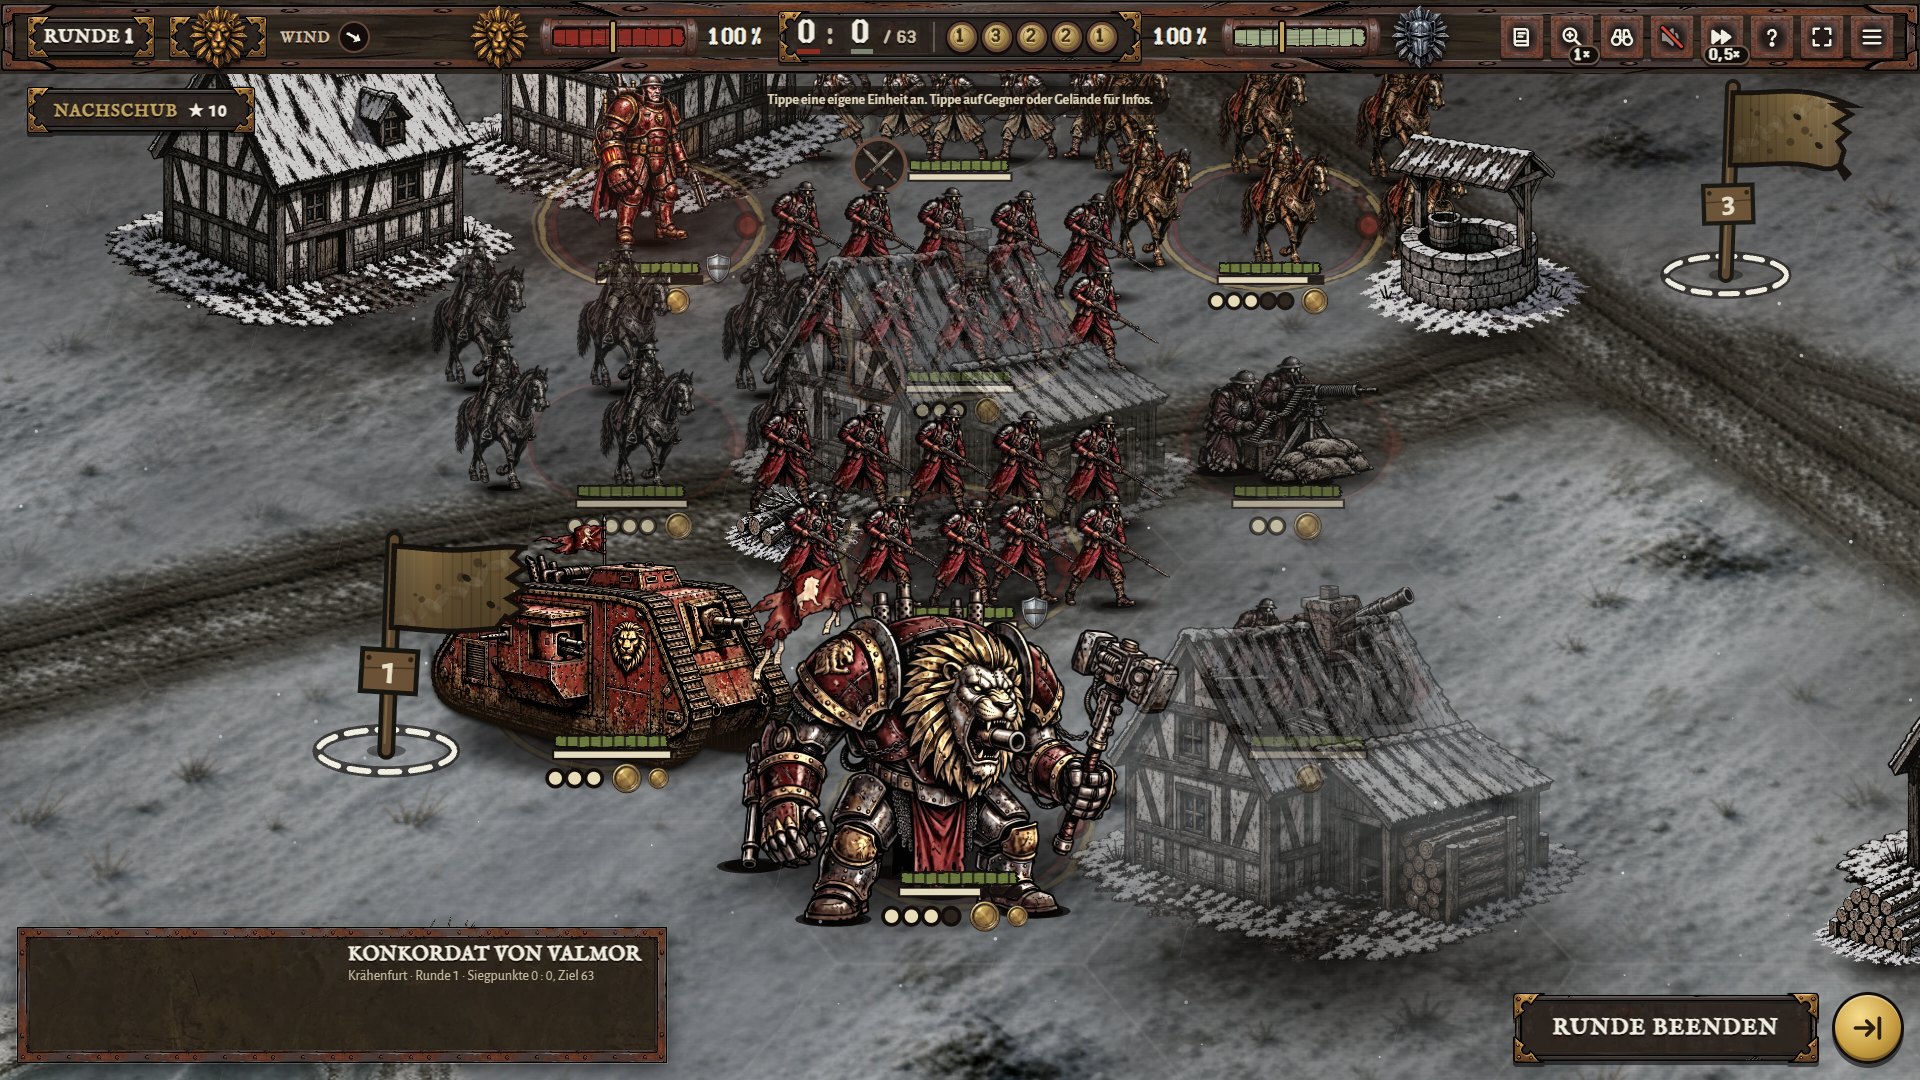 RUNDE 1
WIND
100%
0 : 0 / 63
1 3 2 2 1
100%
1x
0,5x
?
NACHSCHUB ★ 10
Tippe eine eigene Einheit an. Tippe auf Gegner oder Gelände für Infos.
3
1
KONKORDAT VON VALMOR
Krähenfurt · Runde 1 · Siegpunkte 0 : 0, Ziel 63
RUNDE BEENDEN